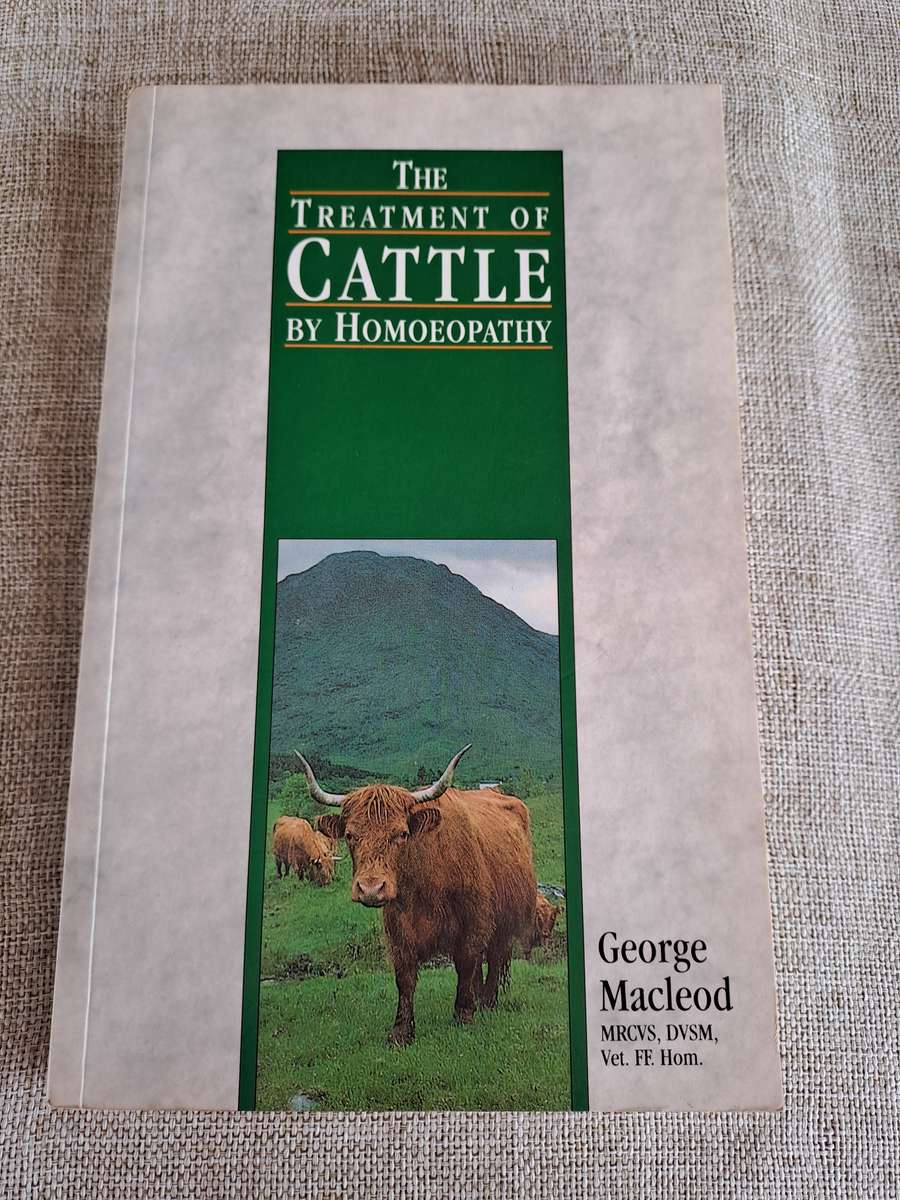 THE
TREATMENT OF
CATTLE
BY HOMOEOPATHY
George
Macleod
MRCVS, DVSM,
Vet. FF. Hom.